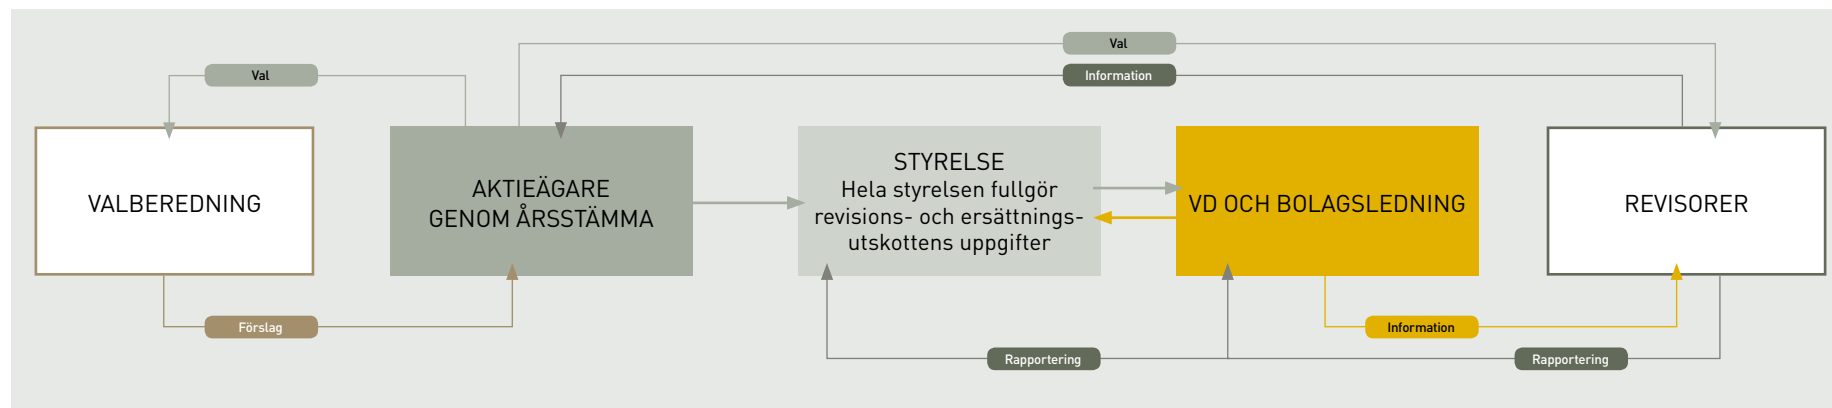 Val
Val
Information
VALBEREDNING
AKTIEÄGARE
GENOM ÅRSSTÄMMA
STYRELSE
Hela styrelsen fullgör
revisions- och ersättnings-
utskottens uppgifter
VD OCH BOLAGSLEDNING
REVISORER
Förslag
Information
Rapportering
Rapportering